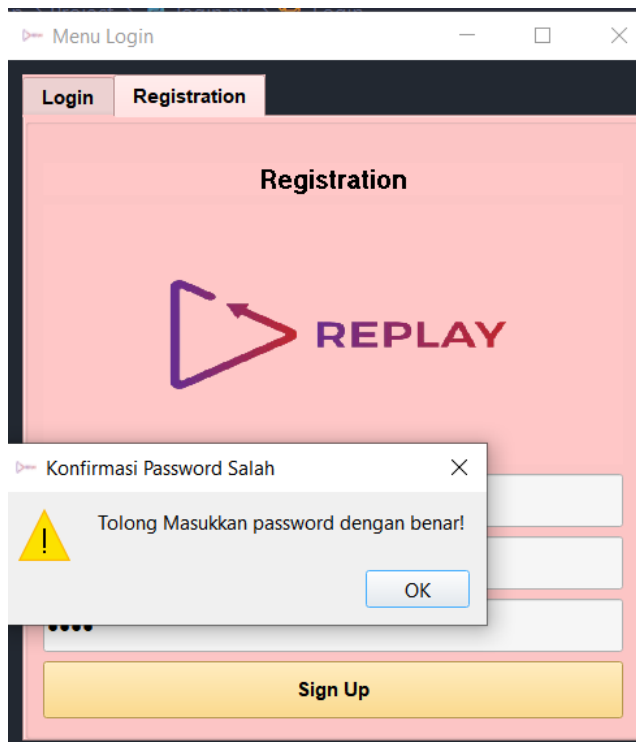 Menu Login
Login
Registration
Registration
REPLAY
Konfirmasi Password Salah
Tolong Masukkan password dengan benar!
OK
Sign Up